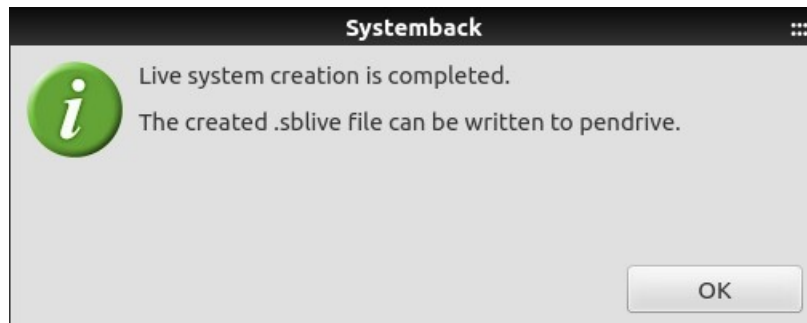 Systemback
Live system creation is completed.
The created .sblive file can be written to pendrive.
OK